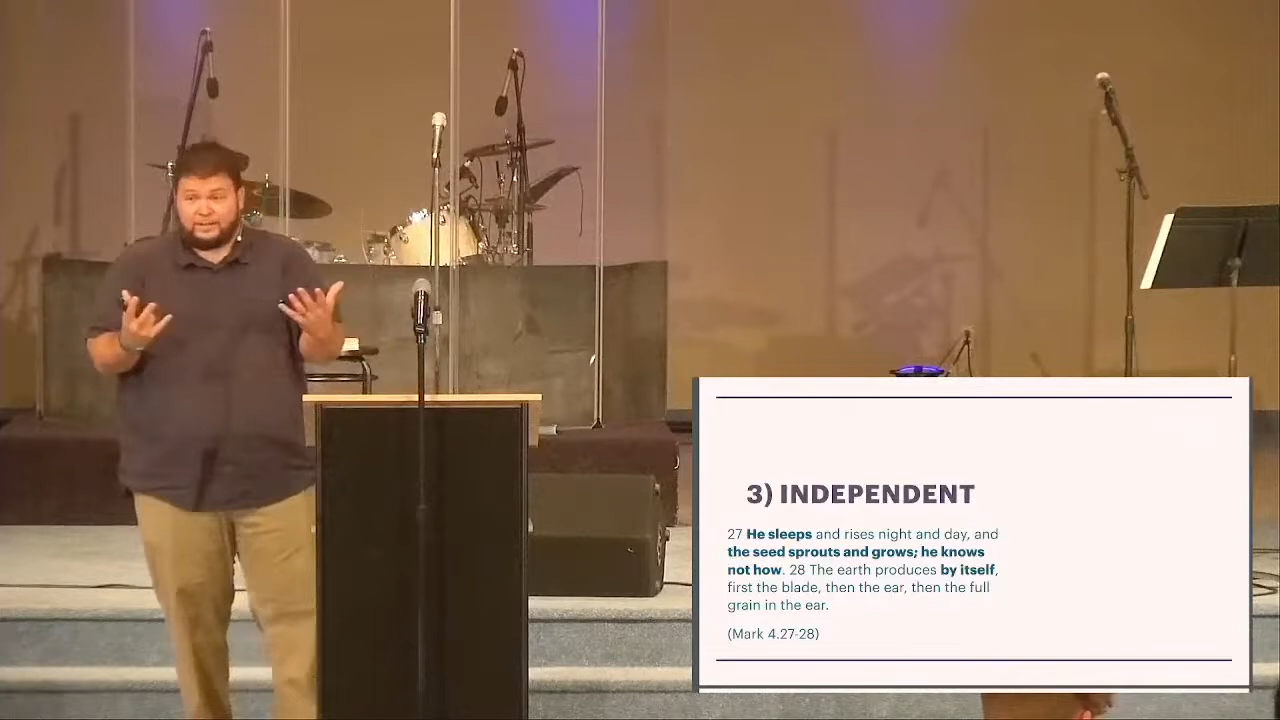 3) INDEPENDENT
27 He sleeps and rises night and day, and
the seed sprouts and grows; he knows
not how. 28 The earth produces by itself,
first the blade, then the ear, then the full
grain in the ear.
(Mark 4.27-28)